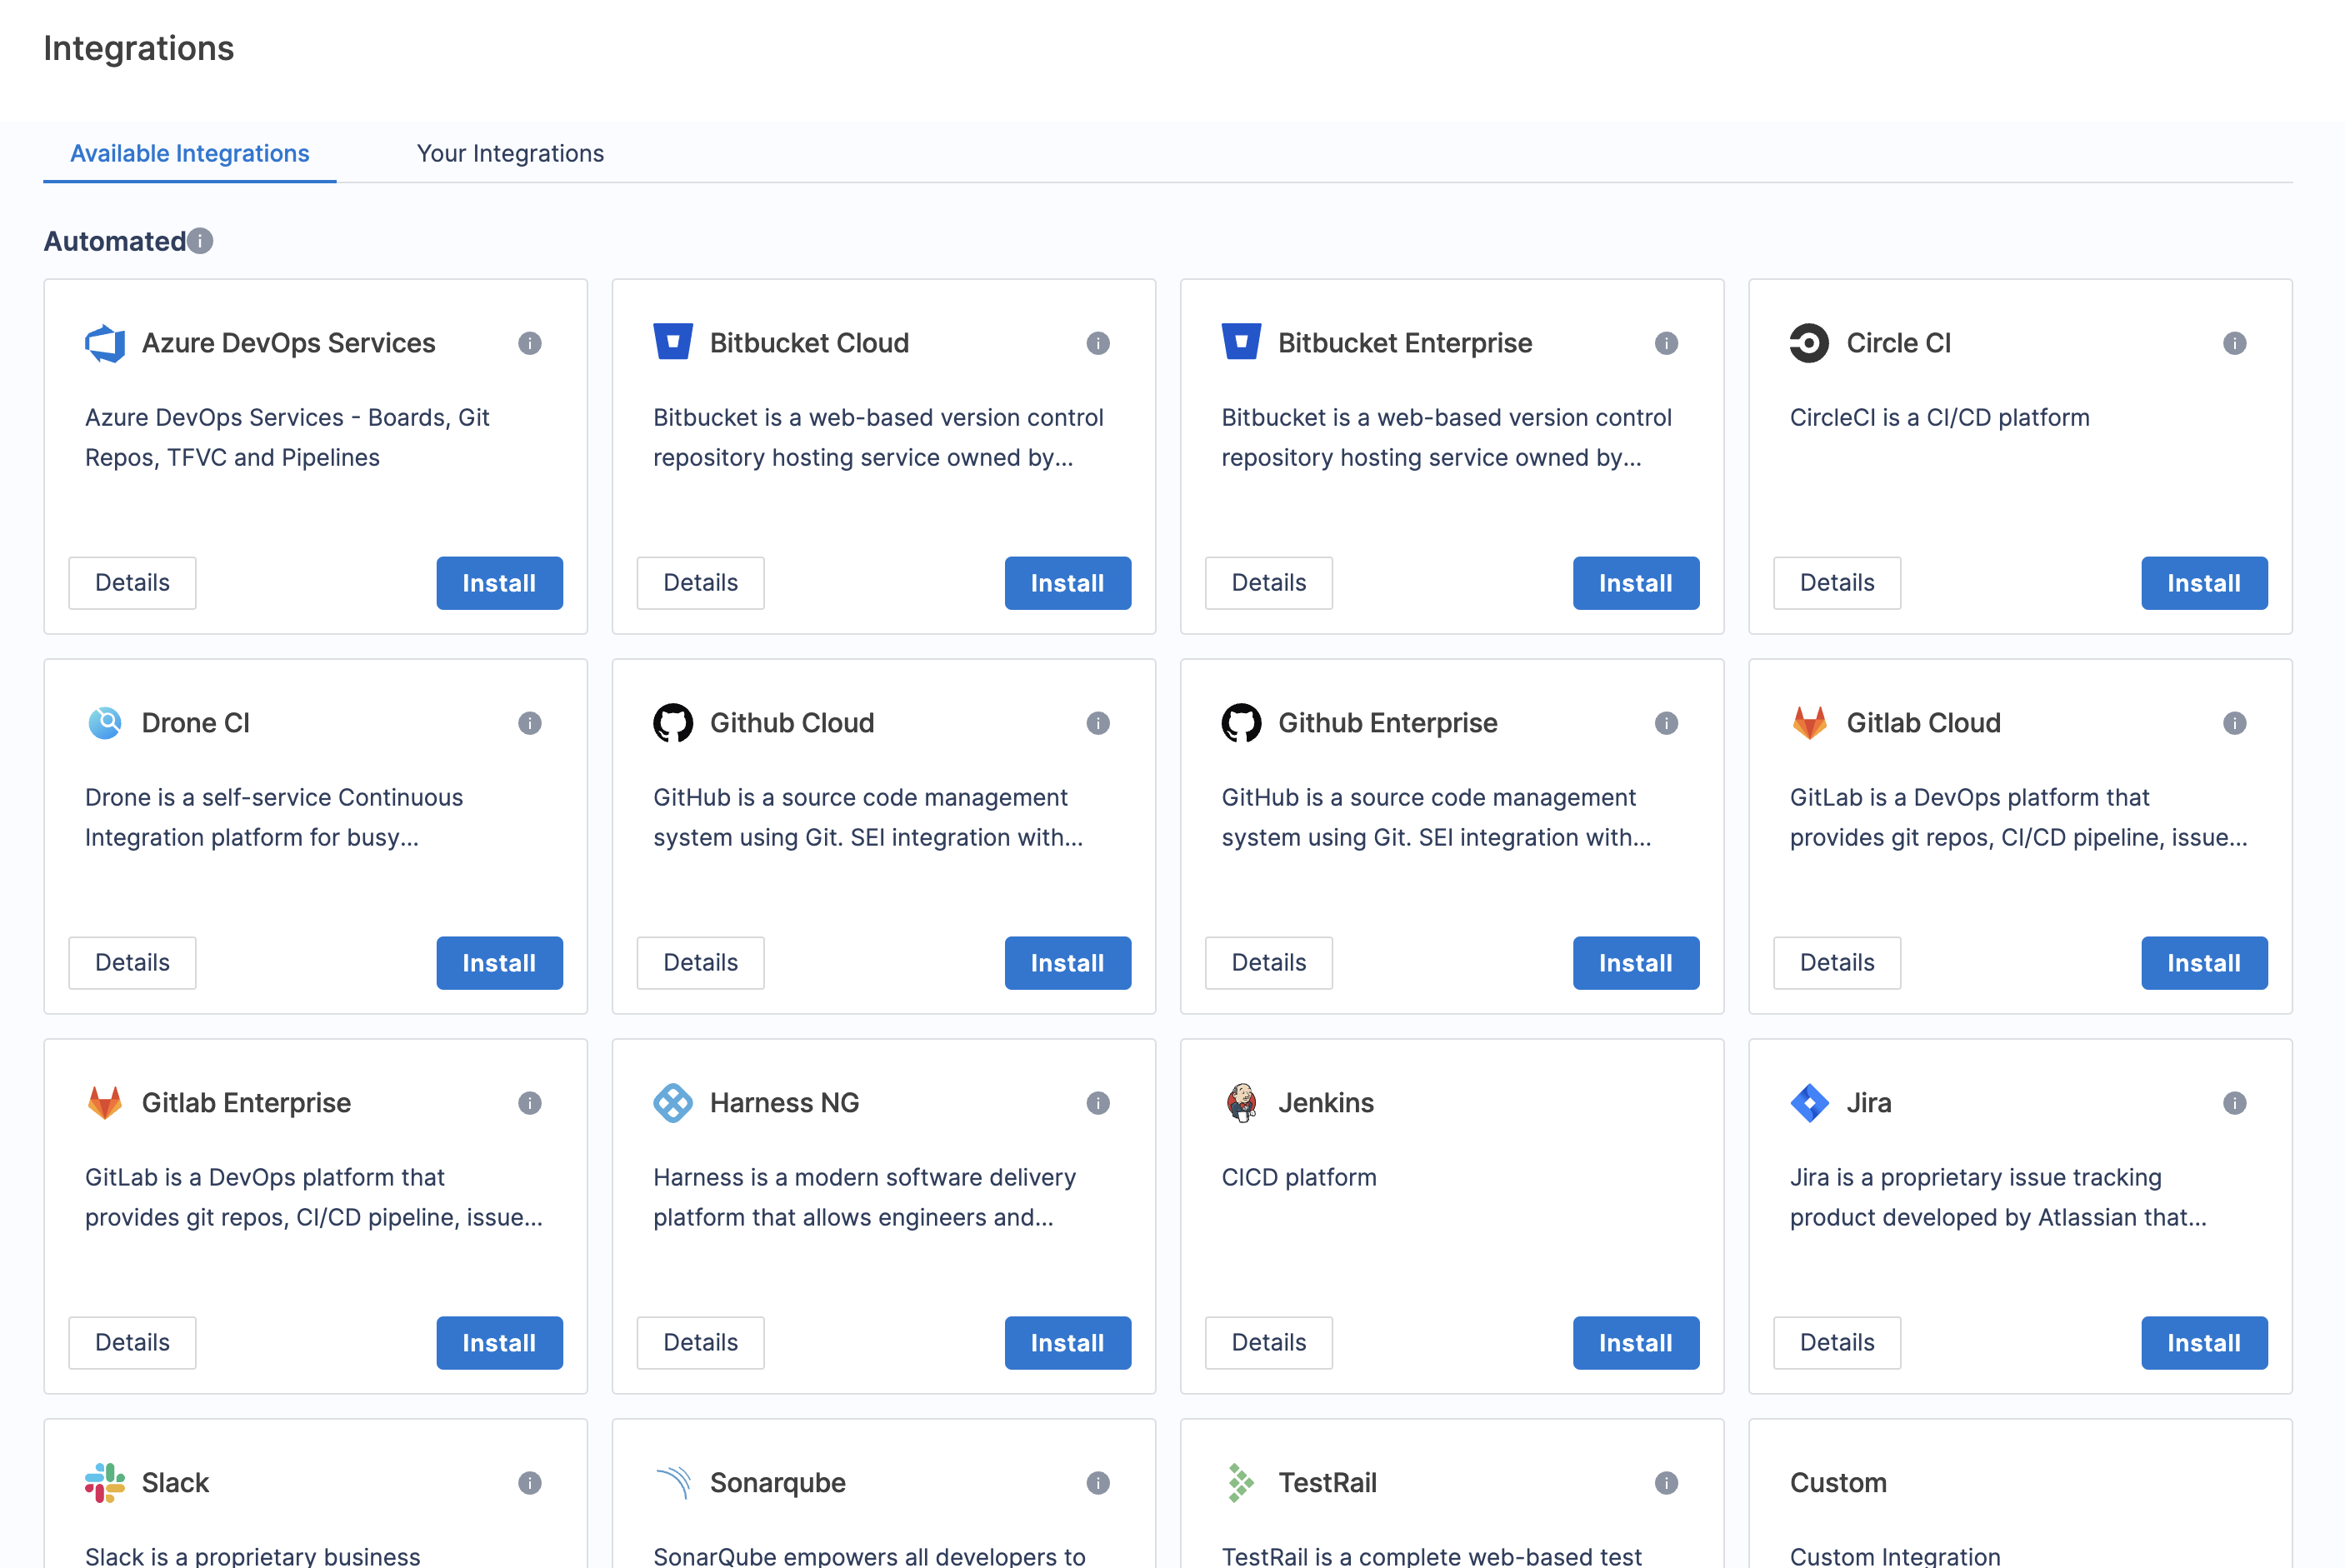 Integrations
Available Integrations
Your Integrations
Automated
Azure DevOps Services
Azure DevOps Services - Boards, Git
Repos, TFVC and Pipelines
Details
Install
Bitbucket Cloud
Bitbucket is a web-based version control
repository hosting service owned by...
Details
Install
Bitbucket Enterprise
Bitbucket is a web-based version control
repository hosting service owned by...
Details
Install
Circle CI
CircleCI is a CI/CD platform
Details
Install
Drone CI
Drone is a self-service Continuous
Integration platform for busy...
Details
Install
Github Cloud
GitHub is a source code management
system using Git. SEI integration with...
Details
Install
Github Enterprise
GitHub is a source code management
system using Git. SEI integration with...
Details
Install
Gitlab Cloud
GitLab is a DevOps platform that
provides git repos, CI/CD pipeline, issue...
Details
Install
Gitlab Enterprise
GitLab is a DevOps platform that
provides git repos, CI/CD pipeline, issue...
Details
Install
Harness NG
Harness is a modern software delivery
platform that allows engineers and...
Details
Install
Jenkins
CICD platform
Details
Install
Jira
Jira is a proprietary issue tracking
product developed by Atlassian that...
Details
Install
Slack
Slack is a proprietary business
Sonarqube
SonarQube empowers all developers to
TestRail
TestRail is a complete web-based test
Custom
Custom Integration